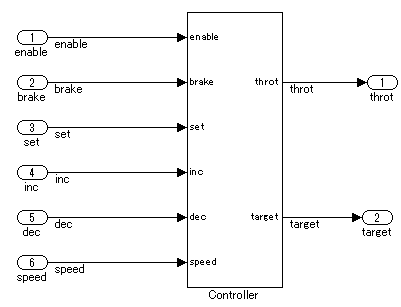 1
enable
enable
enable
2
brake
brake
brake
throt
throt
1
throt
3
set
set
set
4
inc
inc
inc
5
dec
dec
dec
target
target
2
target
6
speed
speed
speed
Controller